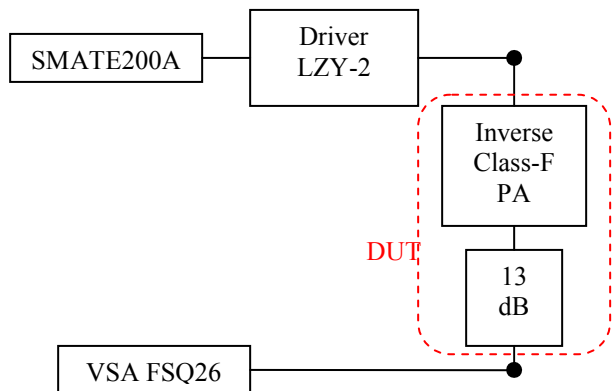 SMATE200A
Driver
LZY-2
Inverse
Class-F
PA
DUT
13
dB
VSA FSQ26